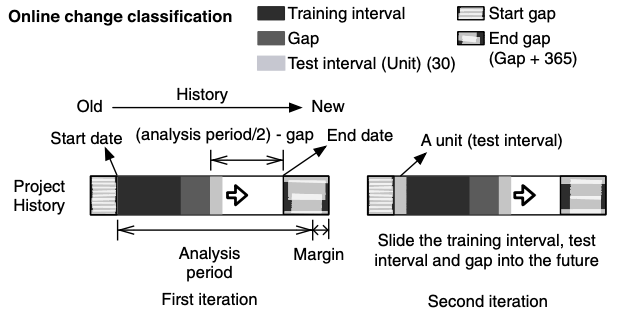 Online change classification
Training interval
Gap
Test interval (Unit) (30)
Start gap
End gap
(Gap + 365)
History
Old
New
Start date
(analysis period/2) - gap
End date
A unit (test interval)
Project
History
Analysis
period
Margin
First iteration
Slide the training interval, test
interval and gap into the future
Second iteration